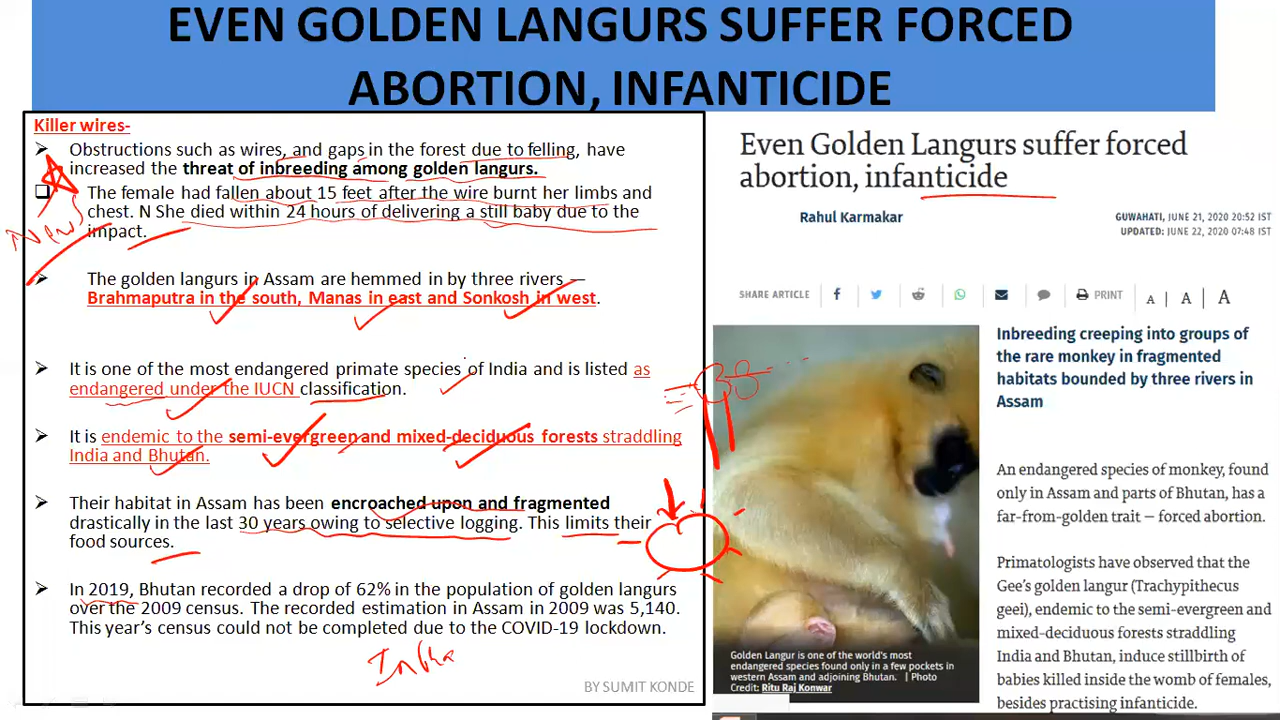 EVEN GOLDEN LANGURS SUFFER FORCED
ABORTION, INFANTICIDE
Killer wires-
Obstructions such as wires, and gaps in the forest due to felling, have
increased the threat of inbreeding among golden langurs.
The female had fallen about 15 feet after the wire burnt her limbs and
chest. N She died within 24 hours of delivering a still baby due to the
impact.
News
The golden langurs in Assam are hemmed in by three rivers —
Brahmaputra in the south, Manas in east and Sonkosh in west.
It is one of the most endangered primate species of India and is listed as
endangered under the IUCN classification.
It is endemic to the semi-evergreen and mixed-deciduous forests straddling
India and Bhutan.
Their habitat in Assam has been encroached upon and fragmented
drastically in the last 30 years owing to selective logging. This limits their
food sources.
In 2019, Bhutan recorded a drop of 62% in the population of golden langurs
over the 2009 census. The recorded estimation in Assam in 2009 was 5,140.
This year's census could not be completed due to the COVID-19 lockdown.
BY SUMIT KONDE
Even Golden Langurs suffer forced
abortion, infanticide
Rahul Karmakar
GUWAHATI, JUNE 21, 2020 20:52 IST
UPDATED: JUNE 22, 2020 07:48 IST
SHARE ARTICLE PRINT A A A
Inbreeding creeping into groups of
the rare monkey in fragmented
habitats bounded by three rivers in
Assam
An endangered species of monkey, found
only in Assam and parts of Bhutan, has a
far-from-golden trait — forced abortion.
Primatologists have observed that the
Gee's golden langur (Trachypithecus
geei), endemic to the semi-evergreen and
mixed-deciduous forests straddling
India and Bhutan, induce stillbirth of
babies killed inside the womb of females,
besides practising infanticide.
Golden Langur is one of the world's most
endangered species found only in a few pockets in
western Assam and adjoining Bhutan. | Photo
Credit: Ritu Raj Konwar